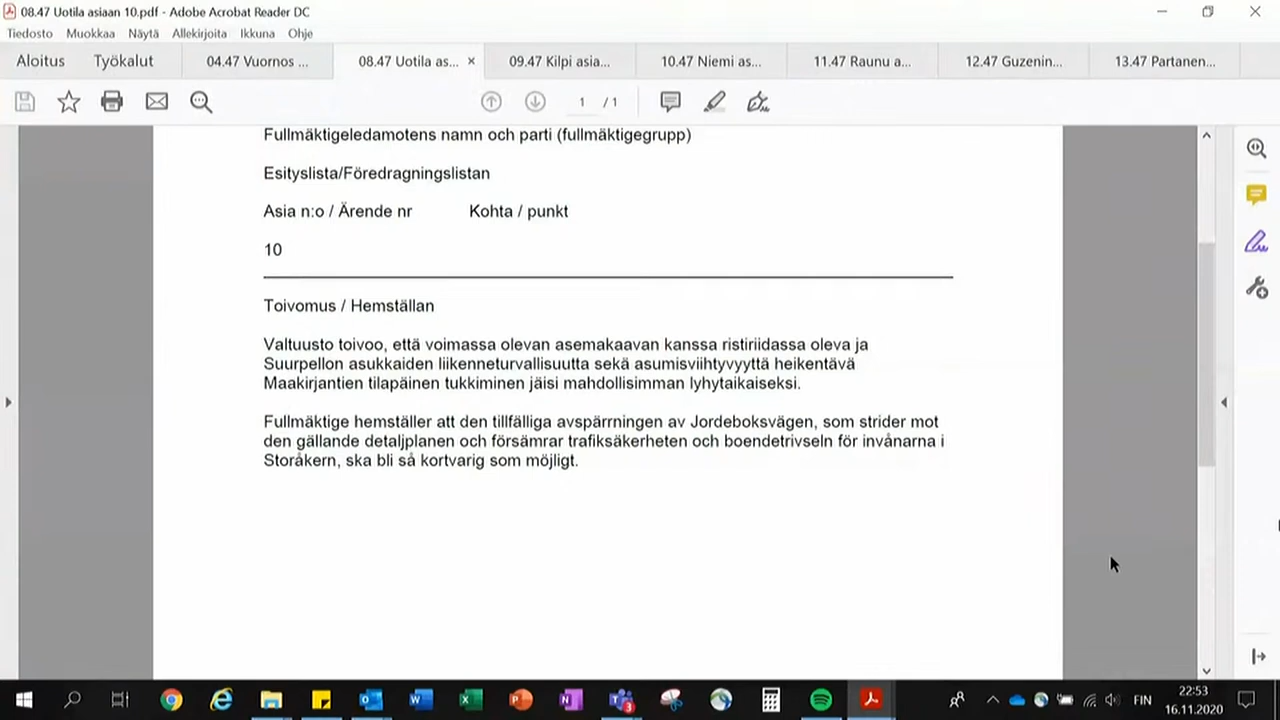 08.47 Uotila asiaan 10.pdf - Adobe Acrobat Reader DC
Tiedosto Muokkaa Näytä Allekirjoita Ikkuna Ohje
Aloitus Työkalut 04.47 Vuornos ... 08.47 Uotila as... × 09.47 Kilpi asia... 10.47 Niemi as... 11.47 Raunu a... 12.47 Guzenin... 13.47 Partanen...
1 / 1
Fullmäktigeledamotens namn och parti (fullmäktigegrupp)
Esityslista/Föredragningslistan
Asia n:o / Ärende nr Kohta / punkt
10
Toivomus / Hemställan
Valtuusto toivoo, että voimassa olevan asemakaavan kanssa ristiriidassa oleva ja
Suurpellon asukkaiden liikenneturvallisuutta sekä asumisviihtyvyyttä heikentävä
Maakirjantien tilapäinen tukkiminen jäisi mahdollisimman lyhytaikaiseksi.
Fullmäktige hemställer att den tillfälliga avspärrningen av Jordeboksvägen, som strider mot
den gällande detaljplanen och försämrar trafiksäkerheten och boendetrivseln för invånarna i
Storåkern, ska bli så kortvarig som möjligt.
FIN 22:53
16.11.2020